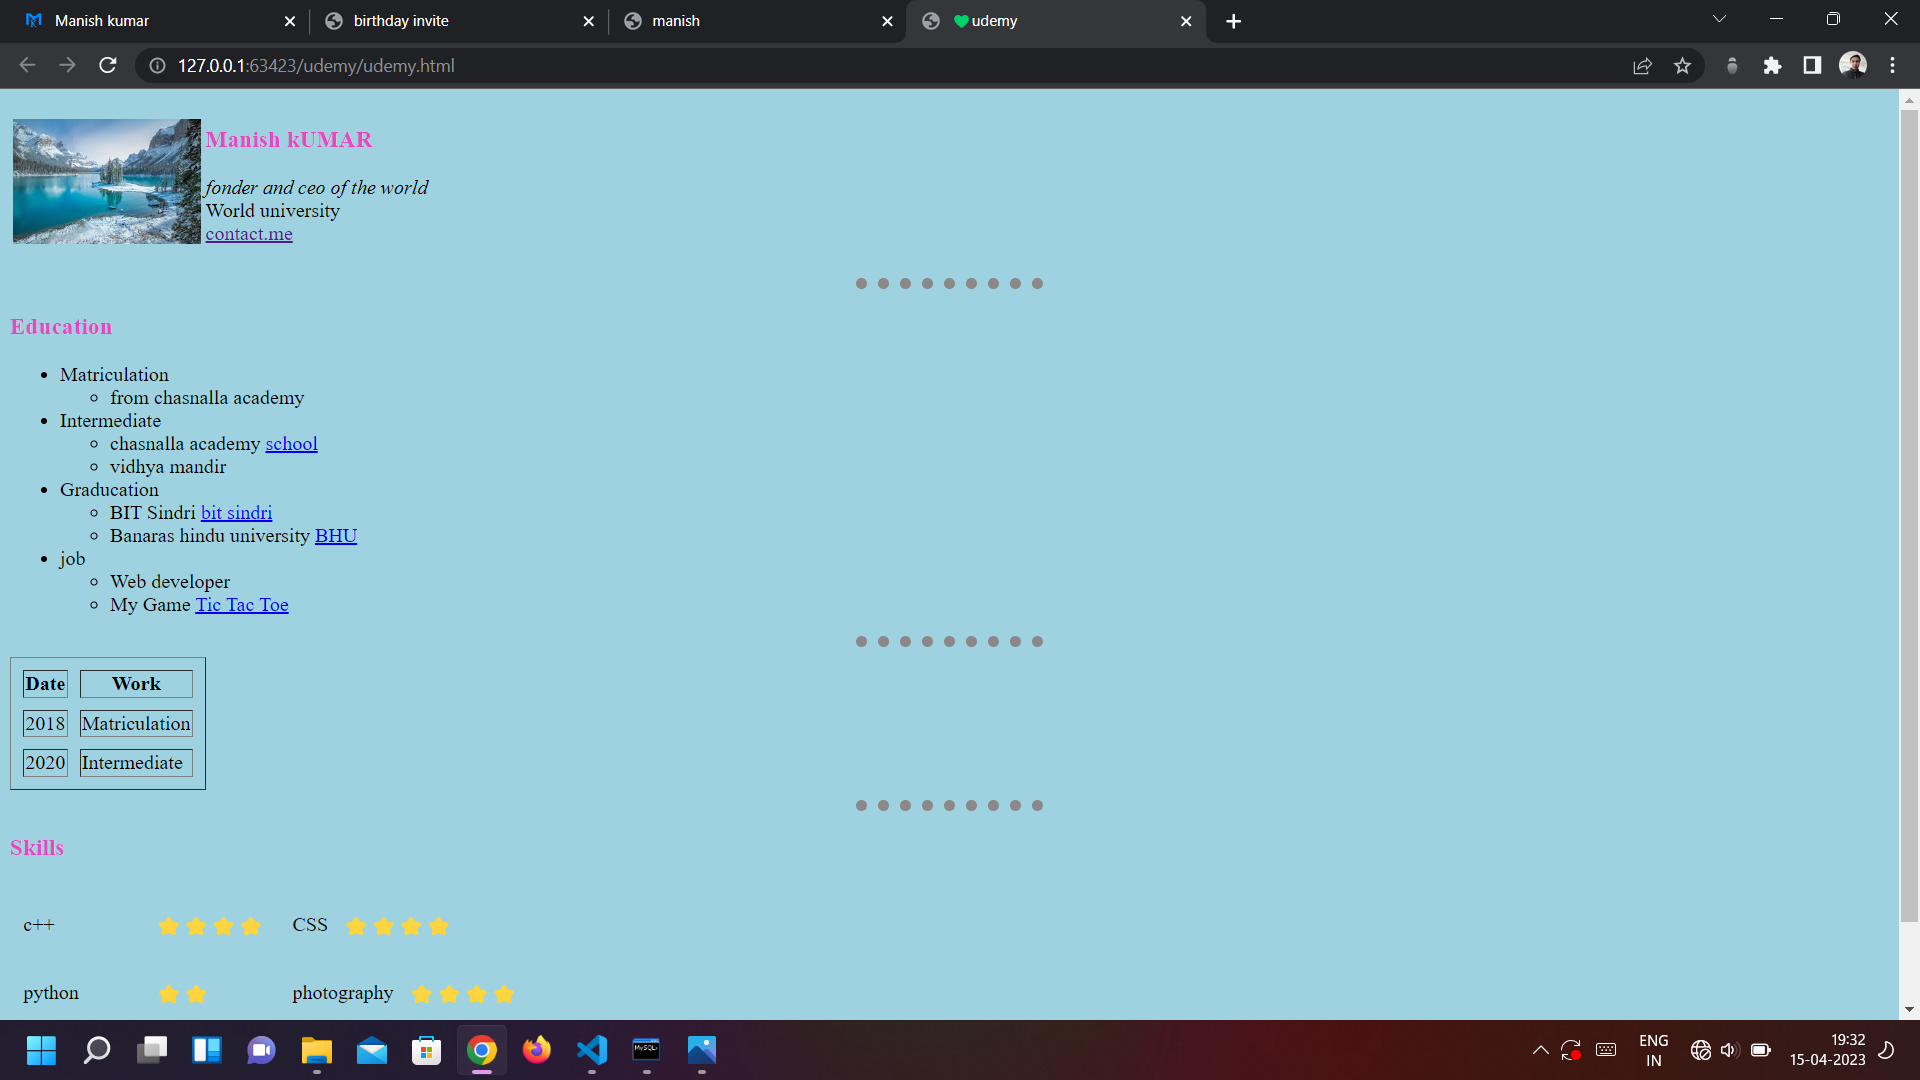 Manish kumar
birthday invite
manish
💚udemy
127.0.0.1:63423/udemy/udemy.html
Manish kUMAR
fonder and ceo of the world
World university
contact.me
Education
Matriculation
from chasnalla academy
Intermediate
chasnalla academy school
vidhya mandir
Graducation
BIT Sindri bit sindri
Banaras hindu university BHU
job
Web developer
My Game Tic Tac Toe
Date Work
2018 Matriculation
2020 Intermediate
Skills
c++ CSS
python photography
MySQL
ENG
IN
19:32
15-04-2023